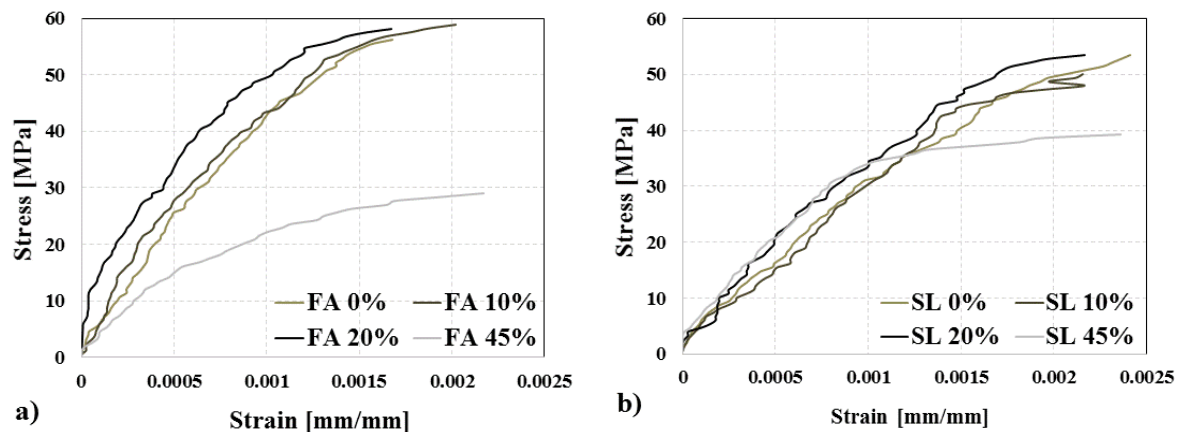 60
50
40
30
20
10
0
Stress [MPa]
FA 0%
FA 10%
FA 20%
FA 45%
0
0.0005
0.001
0.0015
0.002
0.0025
a)
Strain [mm/mm]
60
50
40
30
20
10
0
Stress [MPa]
SL 0%
SL 10%
SL 20%
SL 45%
0
0.0005
0.001
0.0015
0.002
0.0025
b)
Strain [mm/mm]